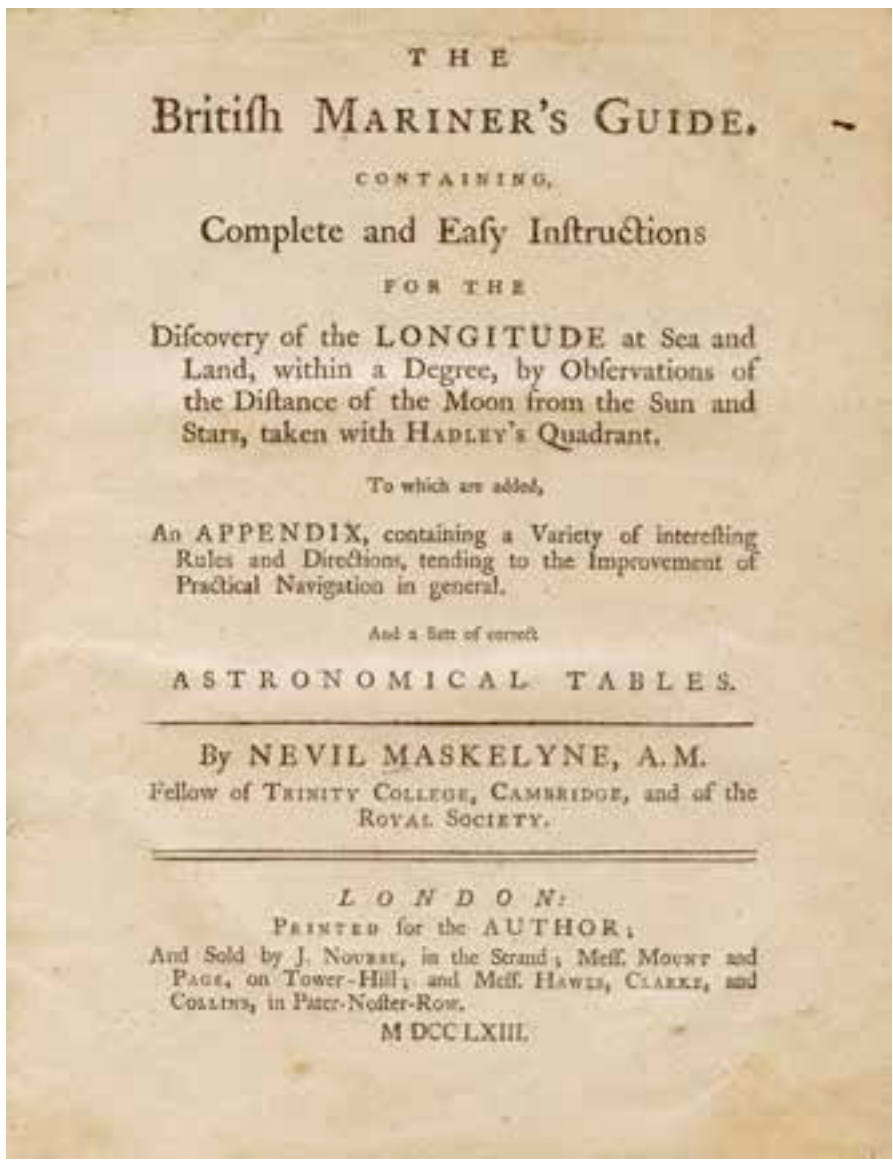 THE
Britiſh MARINER'S GUIDE.
CONTAINING,
Complete and Eaſy Inſtructions
FOR THE
Diſcovery of the LONGITUDE at Sea and
Land, within a Degree, by Obſervations of
the Diſtance of the Moon from the Sun and
Stars, taken with HADLEY'S Quadrant.
To which are added,
An APPENDIX, containing a Variety of intereſting
Rules and Directions, tending to the Improvement of
Practical Navigation in general.
And a Sett of correct
ASTRONOMICAL TABLES.
By NEVIL MASKELYNE, A.M.
Fellow of TRINITY COLLEGE, CAMBRIDGE, and of the
ROYAL SOCIETY.
LONDON:
PRINTED for the AUTHOR;
And Sold by J. NOURSE, in the Strand; Meſſ. MOUNT and
PAGE, on Tower-Hill; and Meſſ. HAWES, CLARKE, and
COLLINS, in Pater-Noſter-Row.
M DCC LXIII.